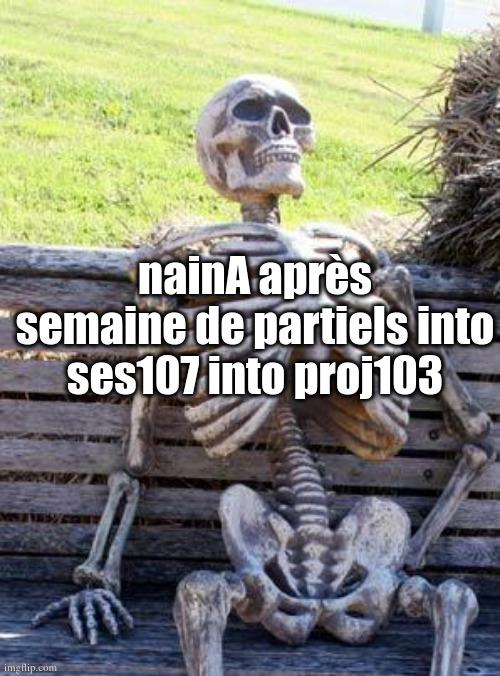 nainA après
semaine de partiels into
ses107 into proj103
imgflip.com